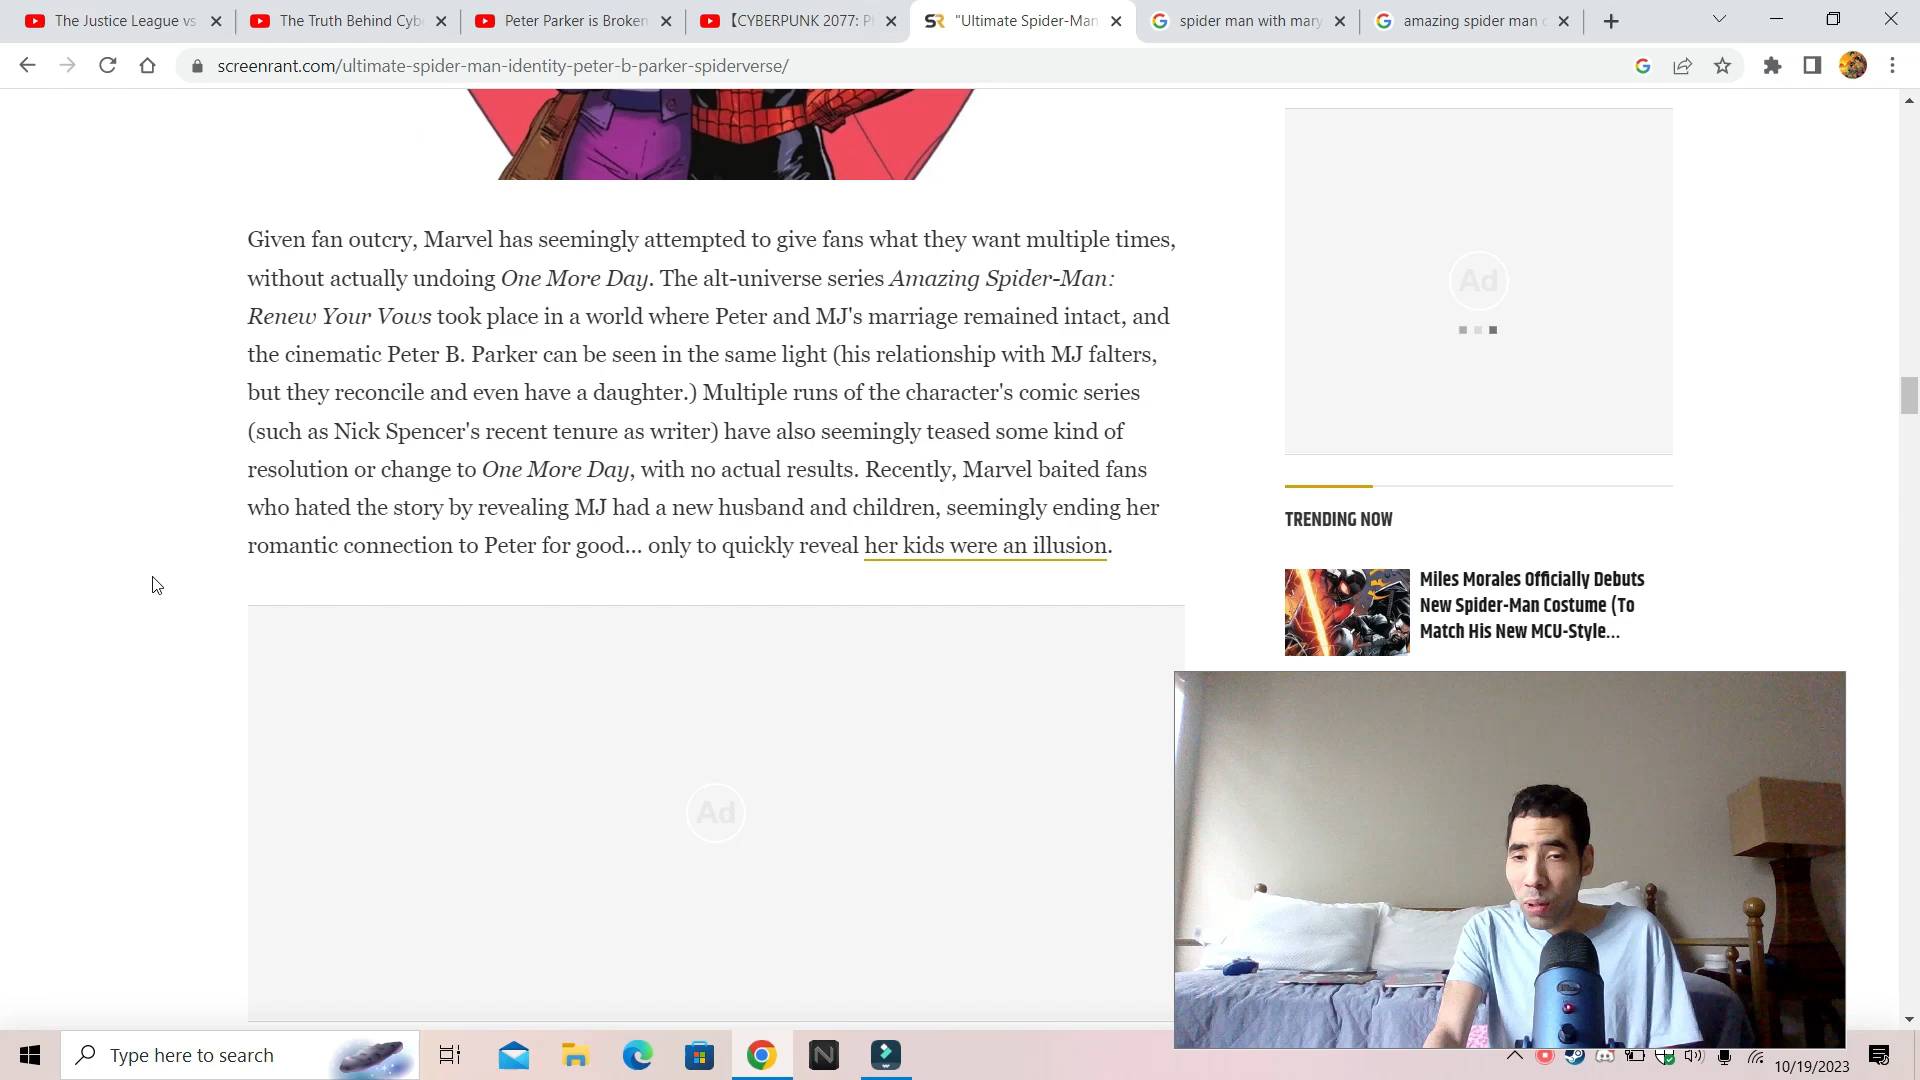 The Justice League vs
The Truth Behind Cybe
Peter Parker is Broken
【CYBERPUNK 2077: P
"Ultimate Spider-Man
spider man with mary
amazing spider man c
screenrant.com/ultimate-spider-man-identity-peter-b-parker-spiderverse/
Given fan outcry, Marvel has seemingly attempted to give fans what they want multiple times,
without actually undoing One More Day. The alt-universe series Amazing Spider-Man:
Renew Your Vows took place in a world where Peter and MJ's marriage remained intact, and
the cinematic Peter B. Parker can be seen in the same light (his relationship with MJ falters,
but they reconcile and even have a daughter.) Multiple runs of the character's comic series
(such as Nick Spencer's recent tenure as writer) have also seemingly teased some kind of
resolution or change to One More Day, with no actual results. Recently, Marvel baited fans
who hated the story by revealing MJ had a new husband and children, seemingly ending her
romantic connection to Peter for good... only to quickly reveal her kids were an illusion.
Ad
Ad
TRENDING NOW
Miles Morales Officially Debuts
New Spider-Man Costume (To
Match His New MCU-Style...
Type here to search
10/19/2023